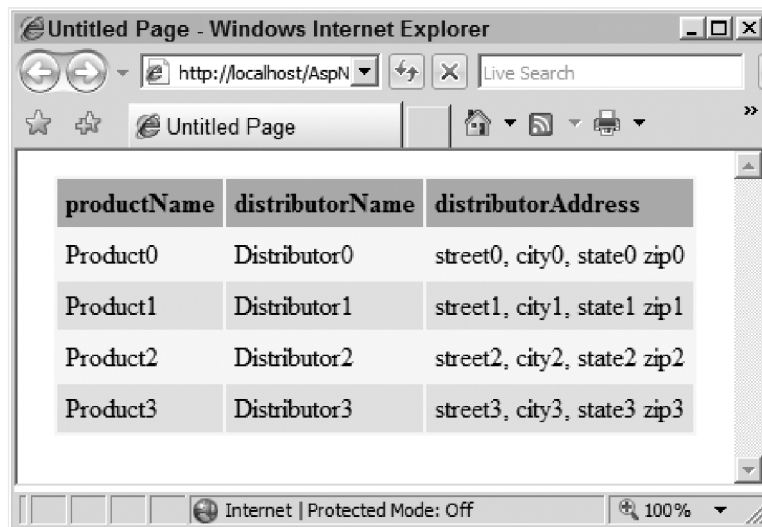 Untitled Page - Windows Internet Explorer
http://localhost/AspN
Live Search
Untitled Page
productName distributorName distributorAddress
Product0 Distributor0 street0, city0, state0 zip0
Product1 Distributor1 street1, city1, state1 zip1
Product2 Distributor2 street2, city2, state2 zip2
Product3 Distributor3 street3, city3, state3 zip3
Internet | Protected Mode: Off 100%